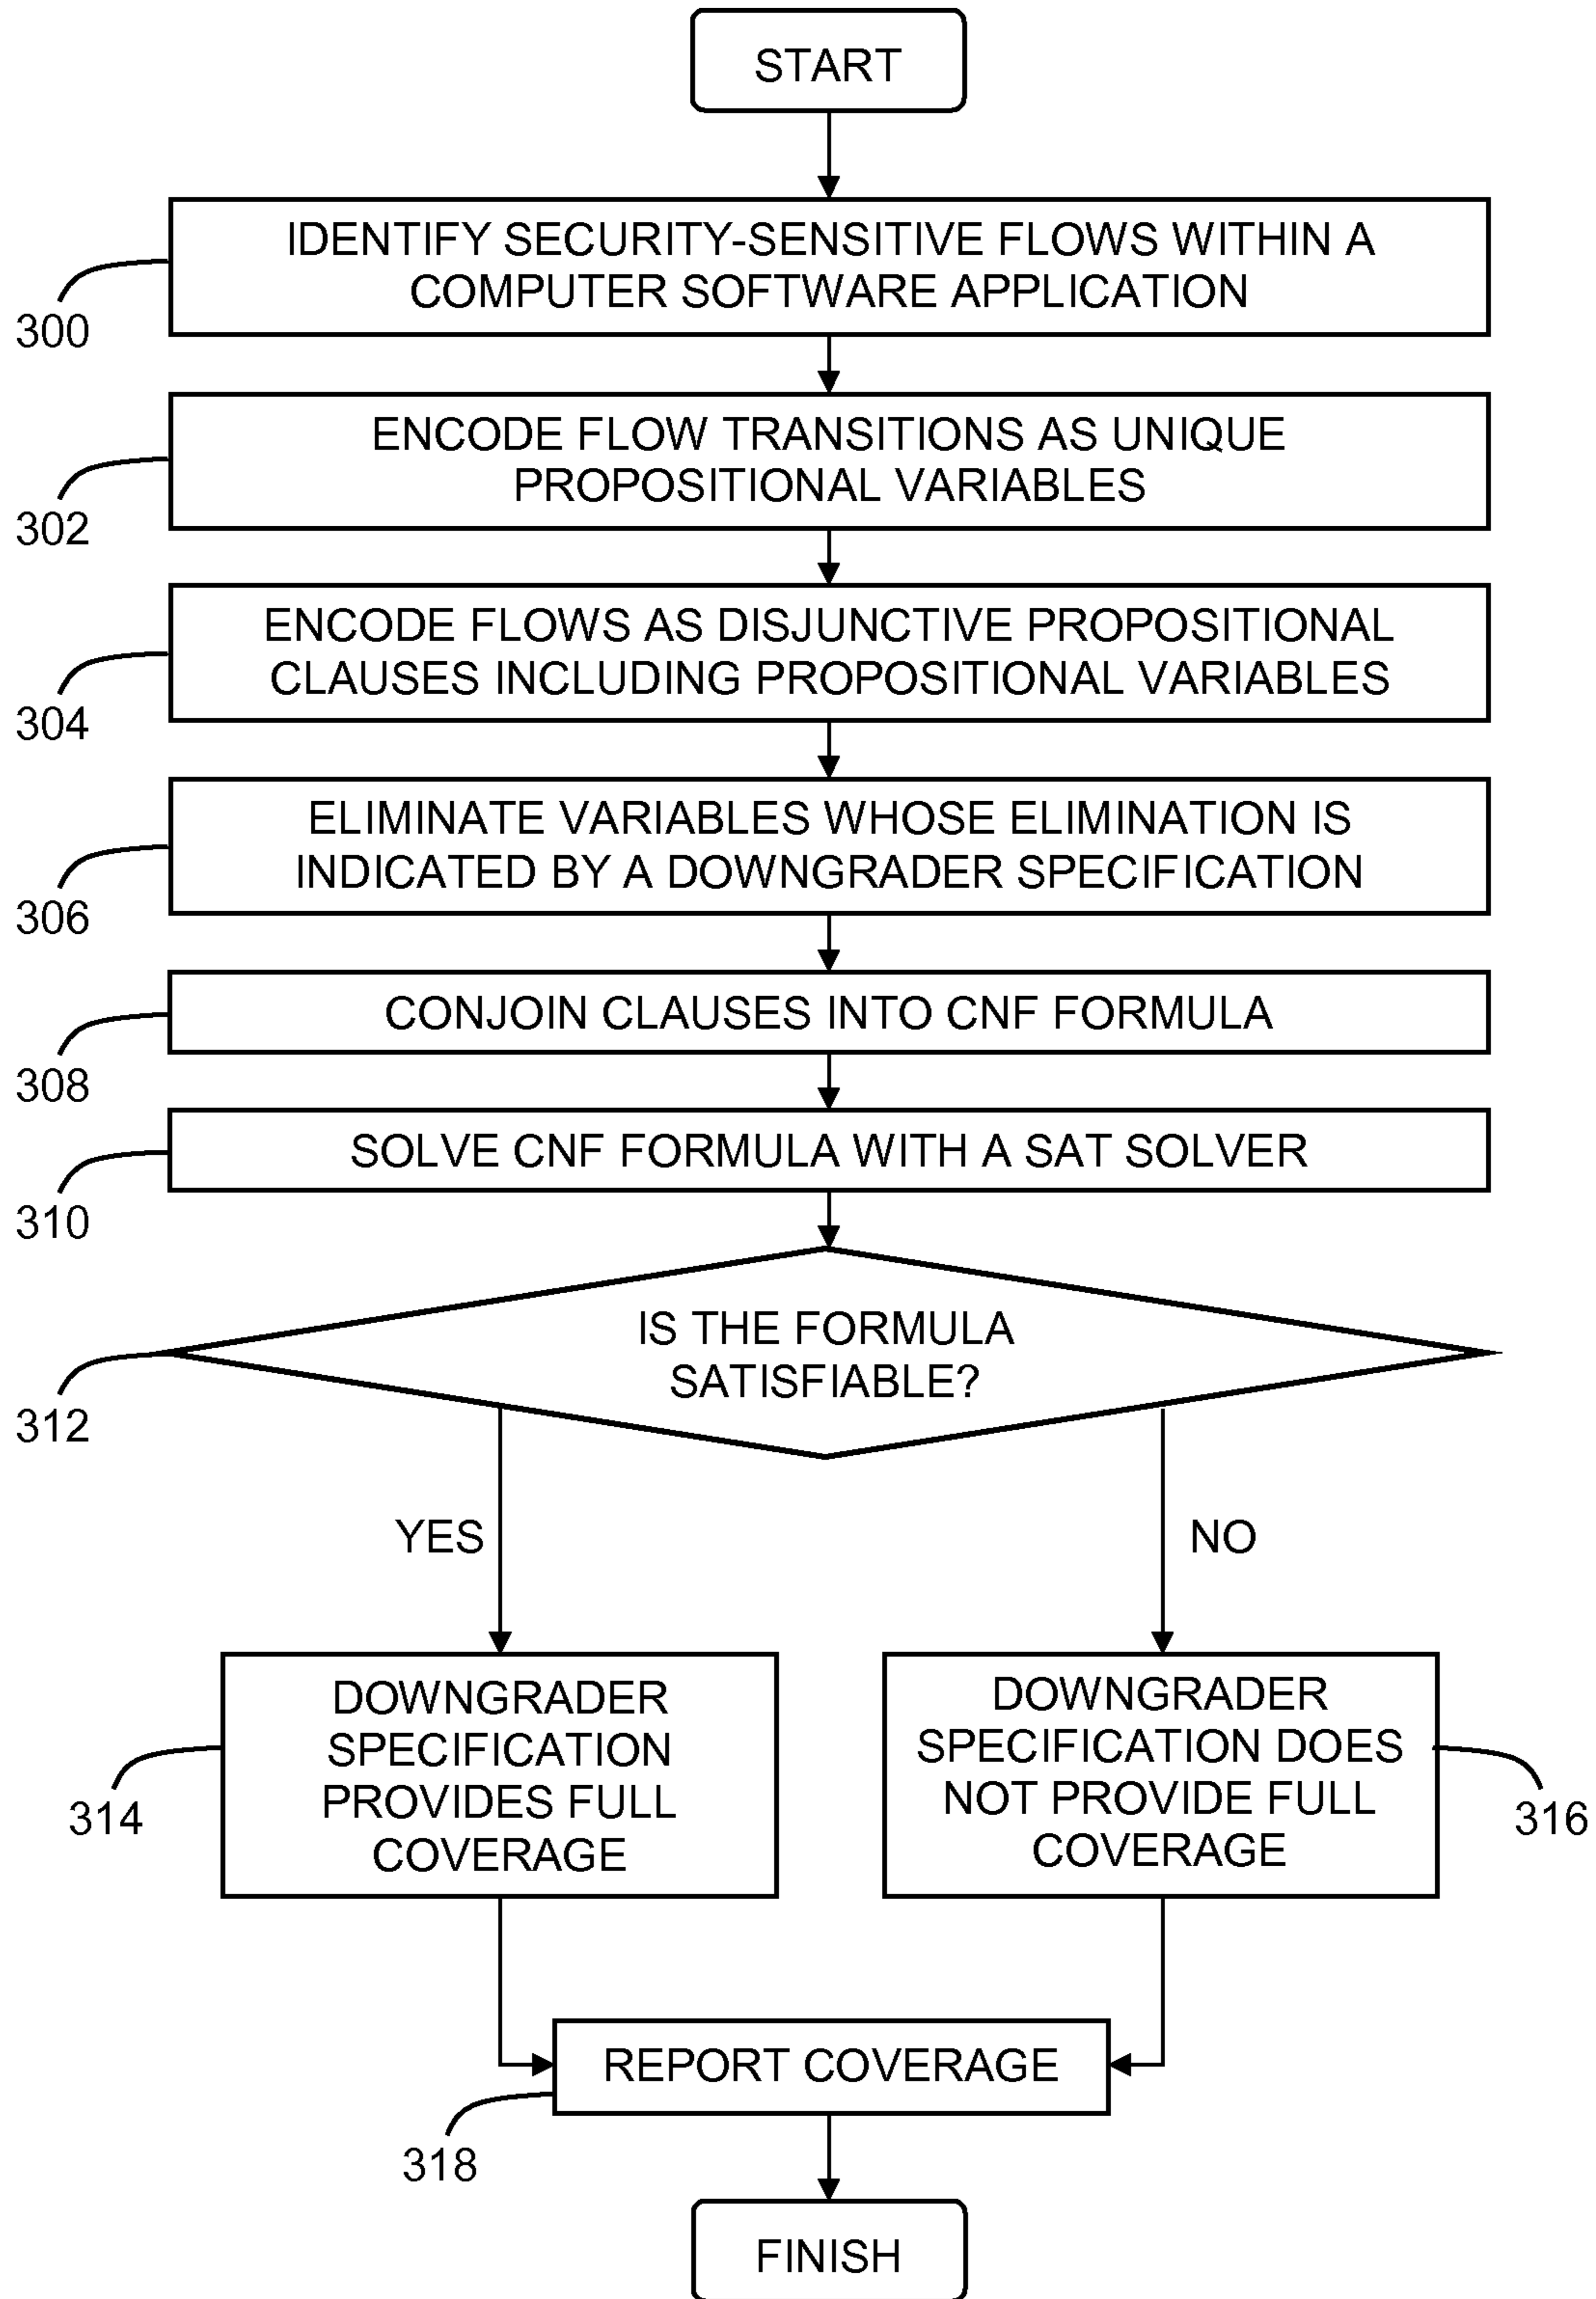 START
IDENTIFY SECURITY-SENSITIVE FLOWS WITHIN A
COMPUTER SOFTWARE APPLICATION
300
ENCODE FLOW TRANSITIONS AS UNIQUE
PROPOSITIONAL VARIABLES
302
ENCODE FLOWS AS DISJUNCTIVE PROPOSITIONAL
CLAUSES INCLUDING PROPOSITIONAL VARIABLES
304
ELIMINATE VARIABLES WHOSE ELIMINATION IS
INDICATED BY A DOWNGRADER SPECIFICATION
306
CONJOIN CLAUSES INTO CNF FORMULA
308
SOLVE CNF FORMULA WITH A SAT SOLVER
310
IS THE FORMULA
SATISFIABLE?
312
YES
NO
DOWNGRADER
SPECIFICATION
PROVIDES FULL
COVERAGE
314
DOWNGRADER
SPECIFICATION DOES
NOT PROVIDE FULL
COVERAGE
316
REPORT COVERAGE
318
FINISH